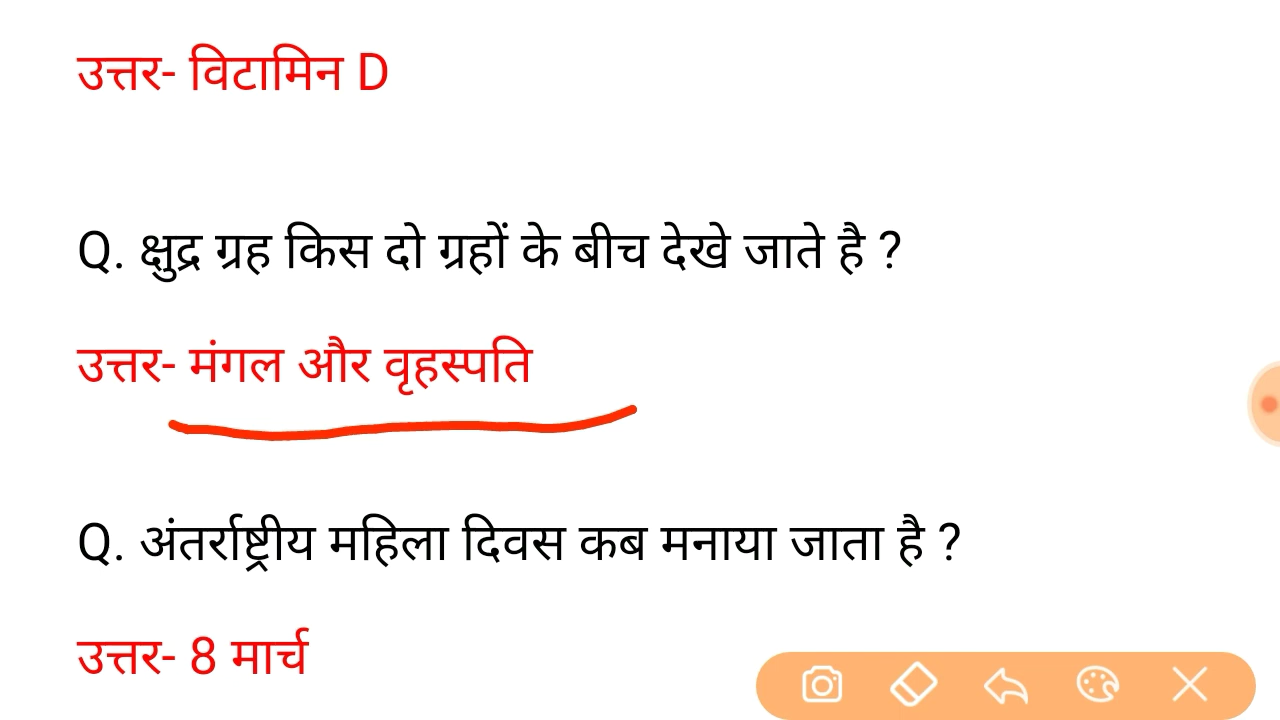 उत्तर- विटामिन D
Q. क्षुद्र ग्रह किस दो ग्रहों के बीच देखे जाते है ?
उत्तर- मंगल और वृहस्पति
Q. अंतर्राष्ट्रीय महिला दिवस कब मनाया जाता है ?
उत्तर- 8 मार्च